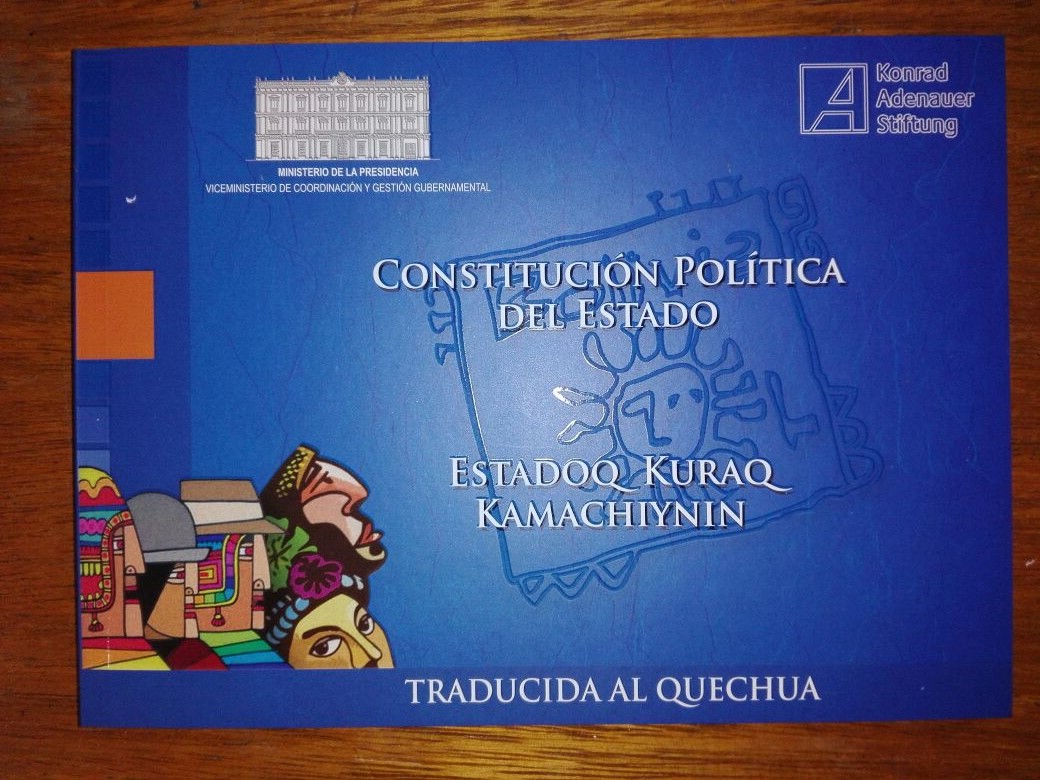 MINISTERIO DE LA PRESIDENCIA
VICEMINISTERIO DE COORDINACIÓN Y GESTIÓN GUBERNAMENTAL
Konrad
Adenauer
Stiftung
CONSTITUCIÓN POLÍTICA
DEL ESTADO
ESTADOQ KURAQ
KAMACHIYNIN
TRADUCIDA AL QUECHUA